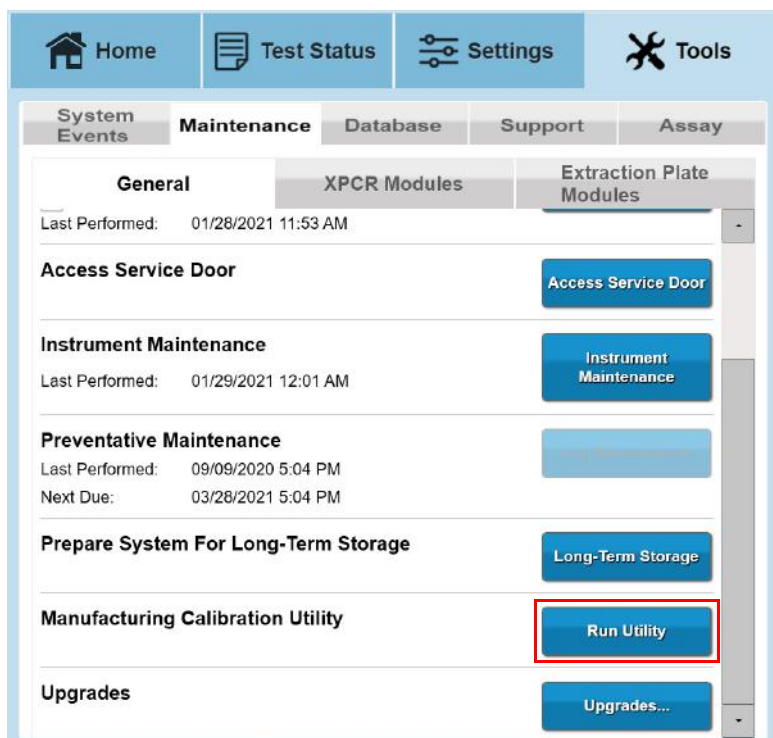 Home Test Status Settings Tools
System Events Maintenance Database Support Assay
General XPCR Modules Extraction Plate Modules
Last Performed: 01/28/2021 11:53 AM
Access Service Door Access Service Door
Instrument Maintenance Instrument Maintenance
Last Performed: 01/29/2021 12:01 AM
Preventative Maintenance
Last Performed: 09/09/2020 5:04 PM
Next Due: 03/28/2021 5:04 PM
Prepare System For Long-Term Storage Long-Term Storage
Manufacturing Calibration Utility Run Utility
Upgrades Upgrades...